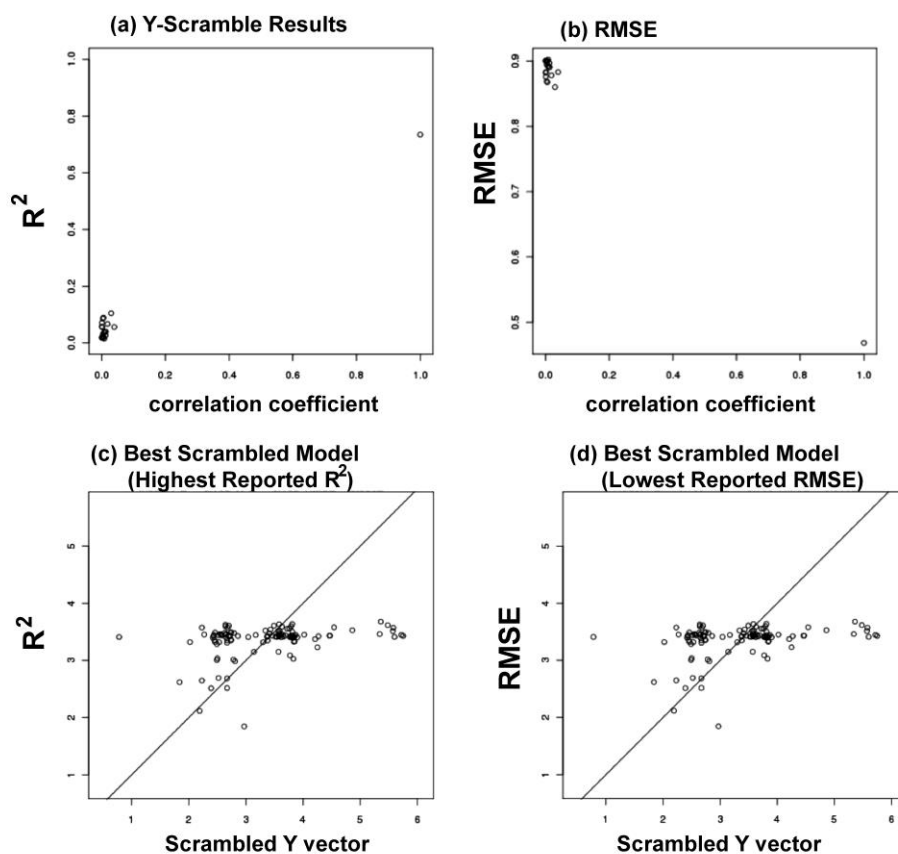 (a) Y-Scramble Results
R²
1.0
0.8
0.6
0.4
0.2
0.0
0.0 0.2 0.4 0.6 0.8 1.0
correlation coefficient
(b) RMSE
RMSE
0.9
0.8
0.7
0.6
0.5
0.0 0.2 0.4 0.6 0.8 1.0
correlation coefficient
(c) Best Scrambled Model
(Highest Reported R²)
R²
5
4
3
2
1
1 2 3 4 5 6
Scrambled Y vector
(d) Best Scrambled Model
(Lowest Reported RMSE)
RMSE
5
4
3
2
1
1 2 3 4 5 6
Scrambled Y vector